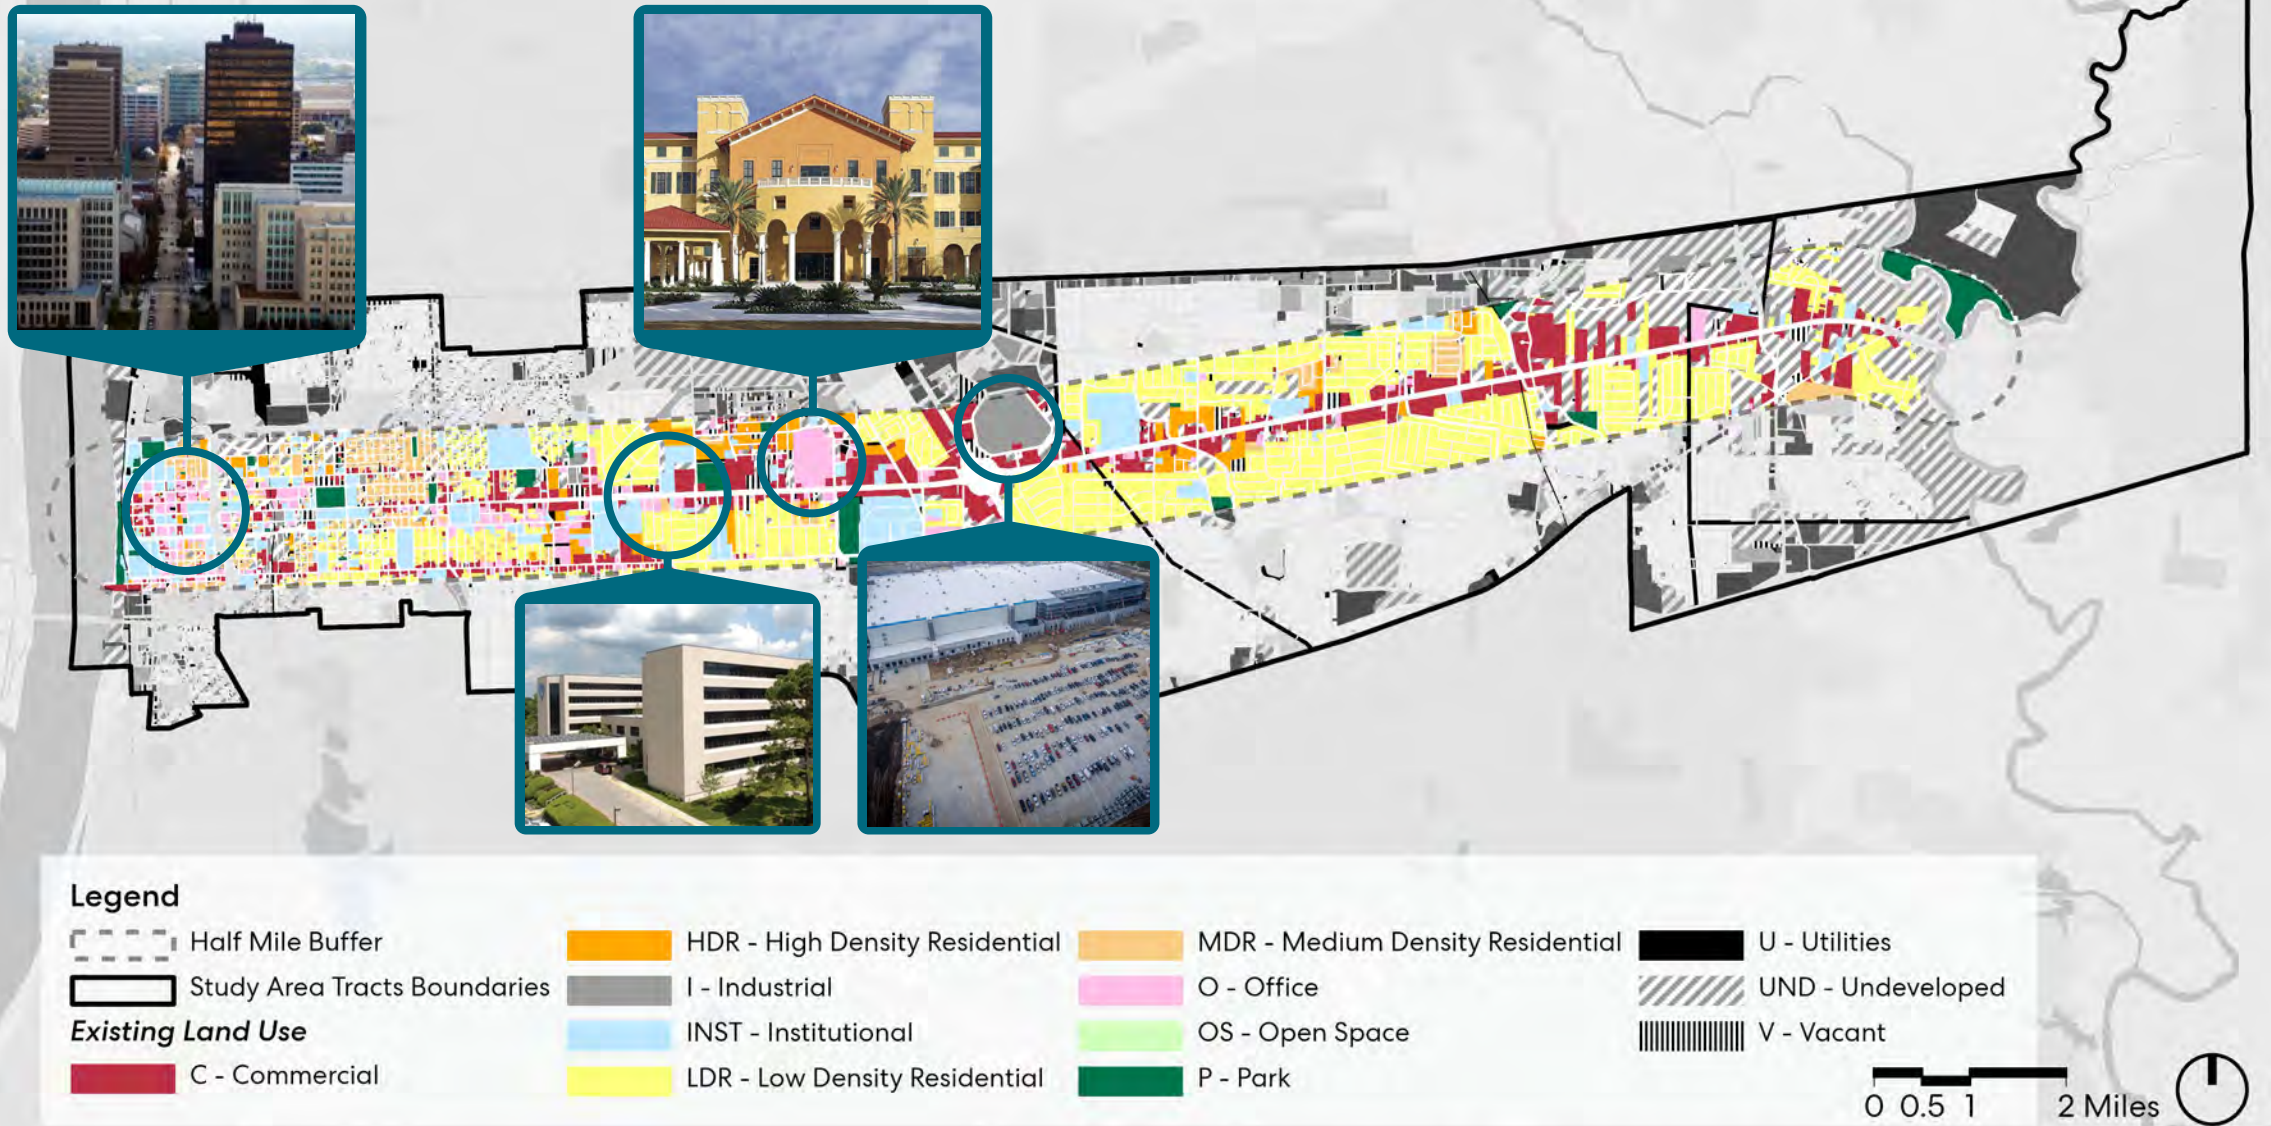 Legend
Half Mile Buffer
Study Area Tracts Boundaries
Existing Land Use
C - Commercial
HDR - High Density Residential
I - Industrial
INST - Institutional
LDR - Low Density Residential
MDR - Medium Density Residential
O - Office
OS - Open Space
P - Park
U - Utilities
UND - Undeveloped
V - Vacant
0 0.5 1 2 Miles